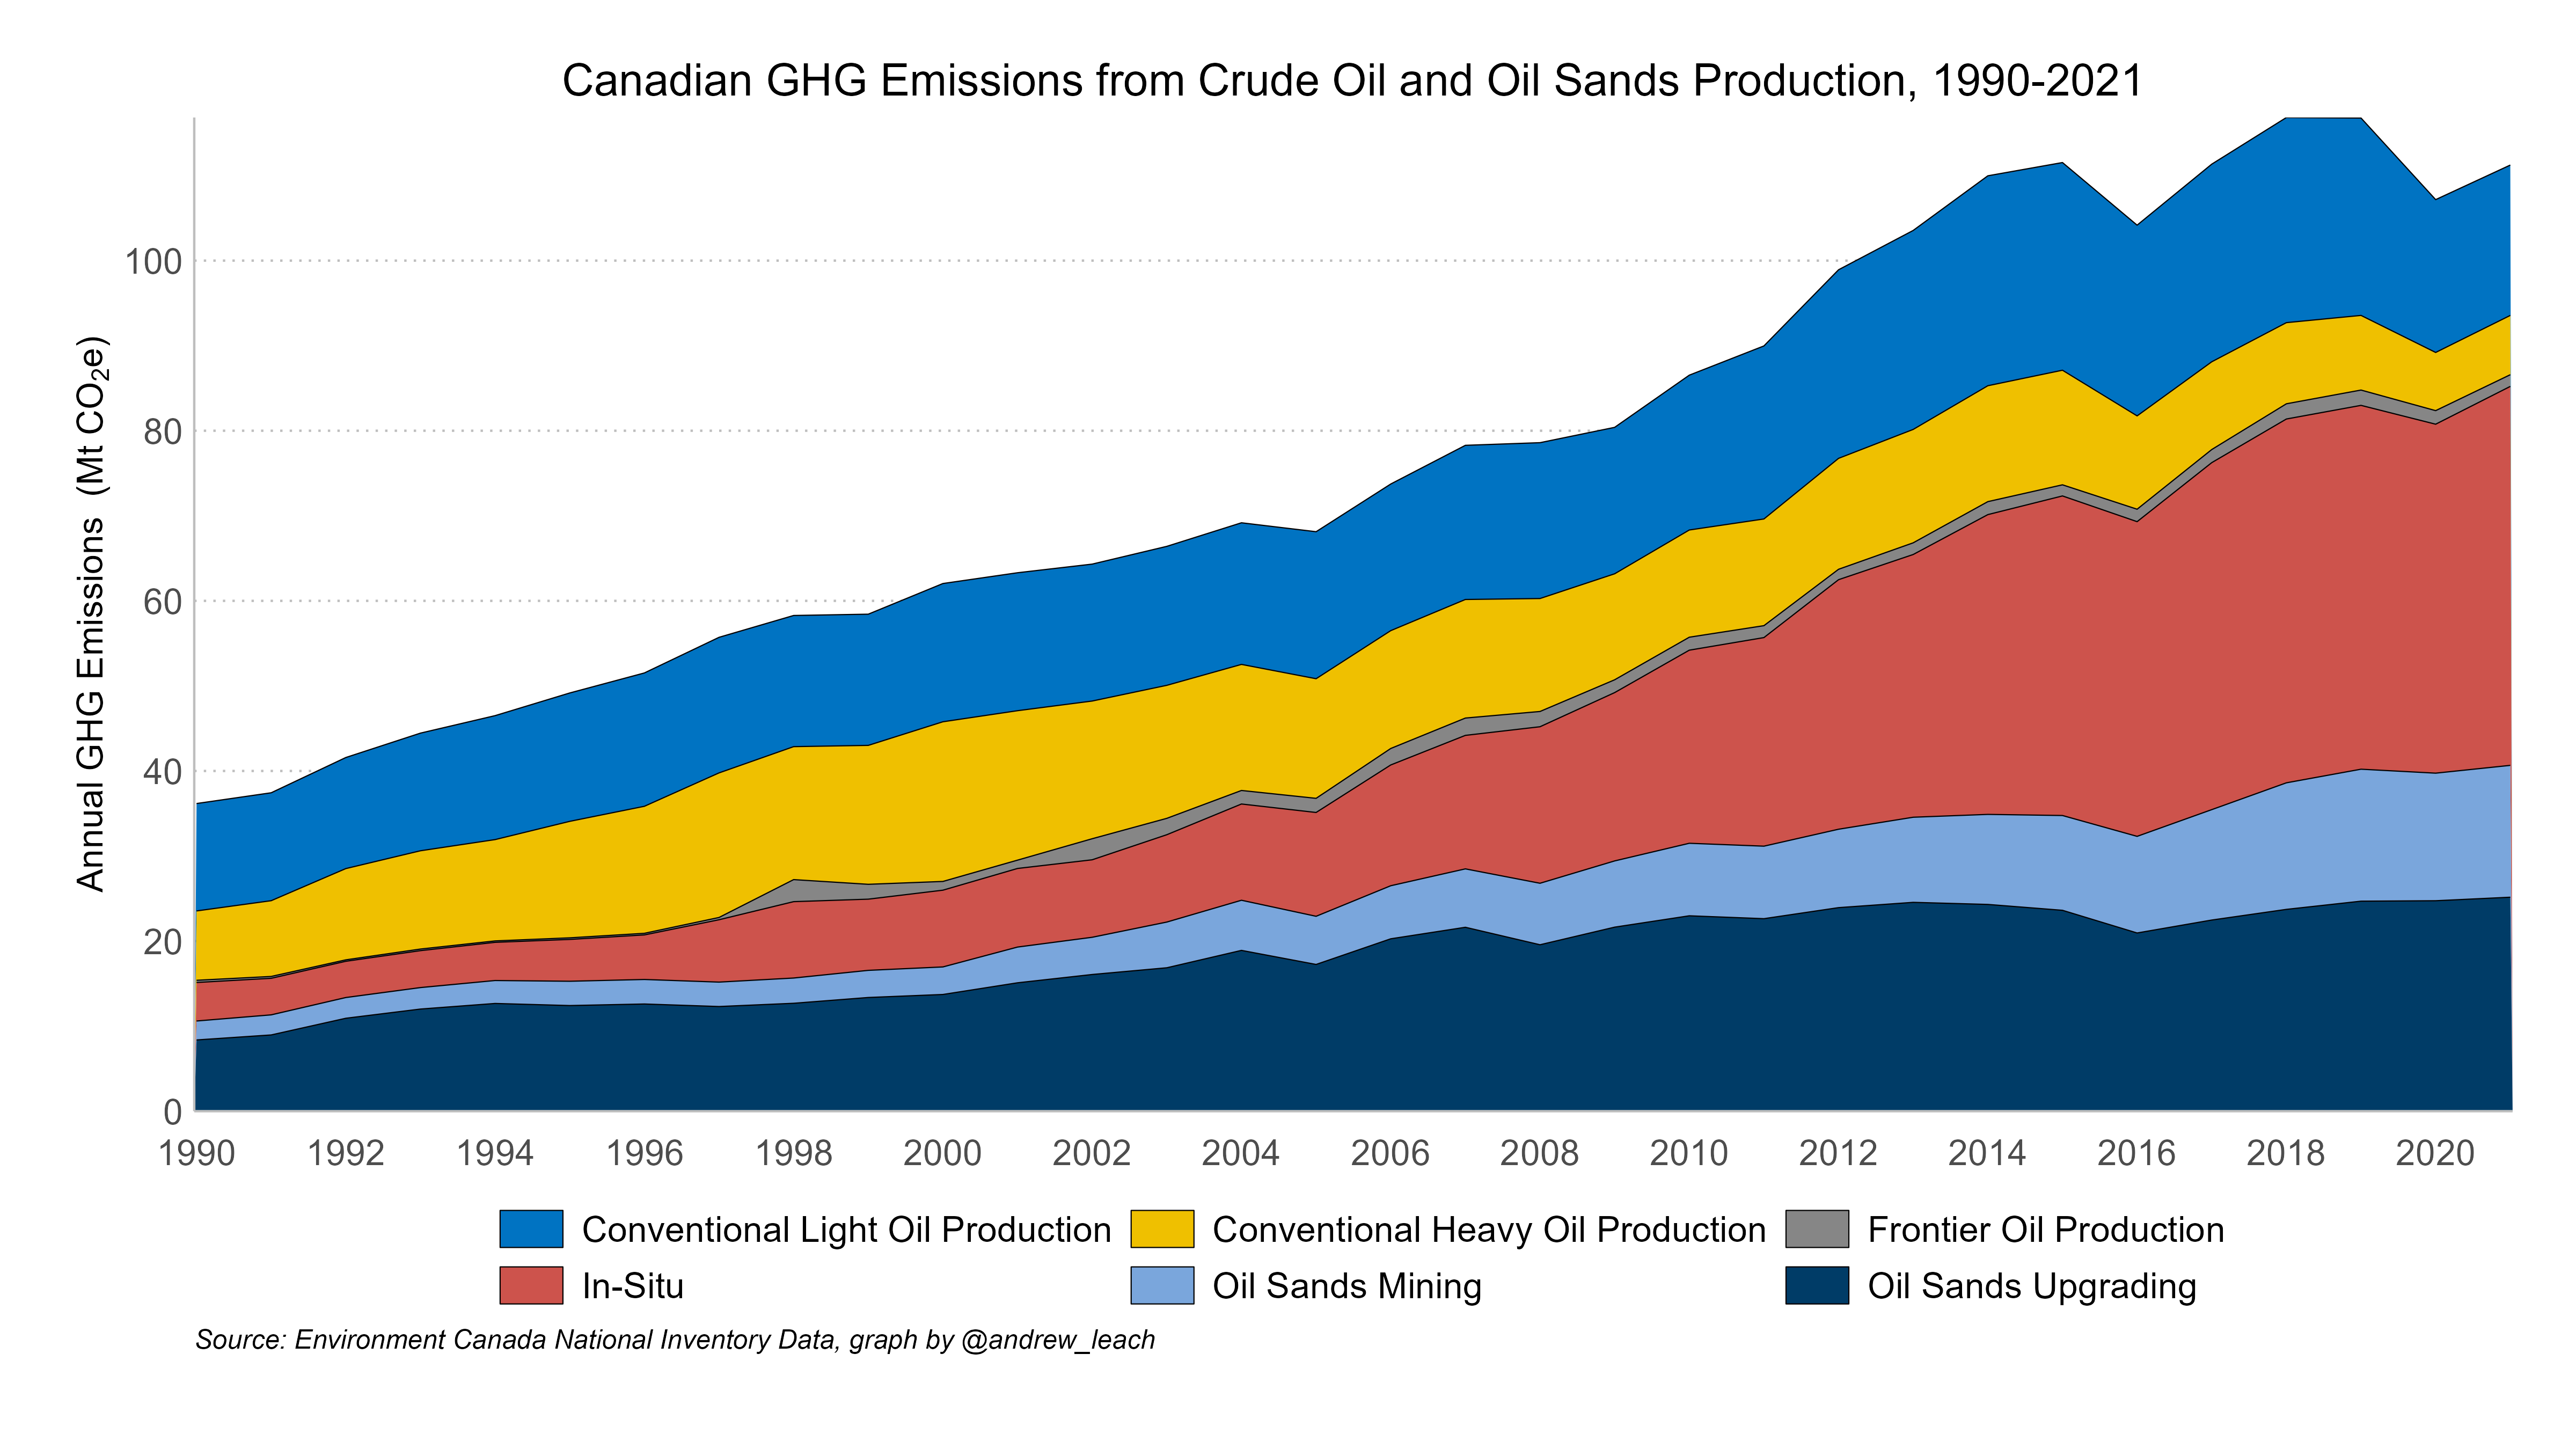 Canadian GHG Emissions from Crude Oil and Oil Sands Production, 1990-2021
Annual GHG Emissions (Mt CO₂e)
100
80
60
40
20
0
1990 1992 1994 1996 1998 2000 2002 2004 2006 2008 2010 2012 2014 2016 2018 2020
Conventional Light Oil Production Conventional Heavy Oil Production Frontier Oil Production
In-Situ Oil Sands Mining Oil Sands Upgrading
Source: Environment Canada National Inventory Data, graph by @andrew_leach